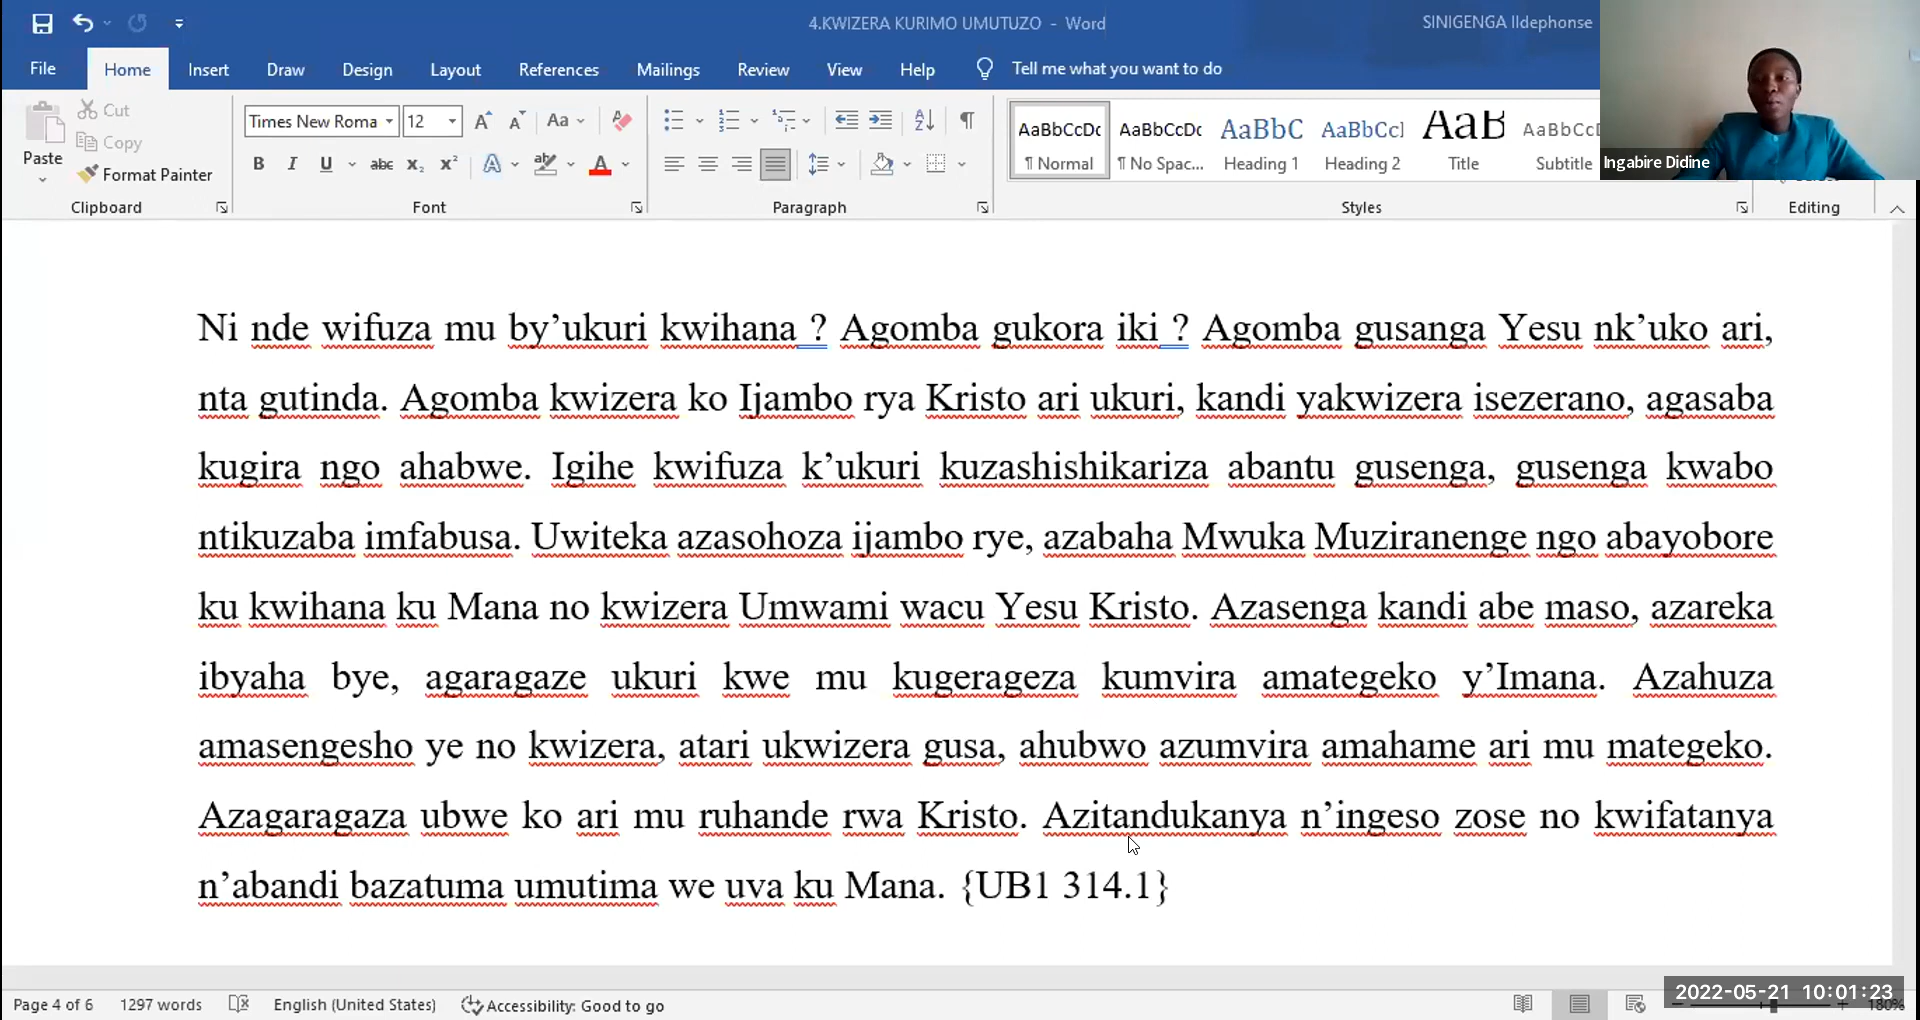 4.KWIZERA KURIMO UMUTUZO - Word
SINIGENGA Ildephonse
File Home Insert Draw Design Layout References Mailings Review View Help Tell me what you want to do
Paste
Cut
Copy
Format Painter
Clipboard
Times New Roma 12
Font
Paragraph
AaBbCcDc AaBbCcDc AaBbC AaBbCc AaB AaBbCc
¶ Normal ¶ No Spac... Heading 1 Heading 2 Title Subtitle
Styles
Editing
Ingabire Didine
Ni nde wifuza mu by’ukuri kwihana ? Agomba gukora iki ? Agomba gusanga Yesu nk’uko ari,
nta gutinda. Agomba kwizera ko Ijambo rya Kristo ari ukuri, kandi yakwizera isezerano, agasaba
kugira ngo ahabwe. Igihe kwifuza k’ukuri kuzashishikariza abantu gusenga, gusenga kwabo
ntikuzaba imfabusa. Uwiteka azasohoza ijambo rye, azabaha Mwuka Muziranenge ngo abayobore
ku kwihana ku Mana no kwizera Umwami wacu Yesu Kristo. Azasenga kandi abe maso, azareka
ibyaha bye, agaragaze ukuri kwe mu kugerageza kumvira amategeko y’Imana. Azahuza
amasengesho ye no kwizera, atari ukwizera gusa, ahubwo azumvira amahame ari mu mategeko.
Azagaragaza ubwe ko ari mu ruhande rwa Kristo. Azitandukanya n’ingeso zose no kwifatanya
n’abandi bazatuma umutima we uva ku Mana. {UB1 314.1}
Page 4 of 6 1297 words English (United States) Accessibility: Good to go
2022-05-21 10:01:23
180%